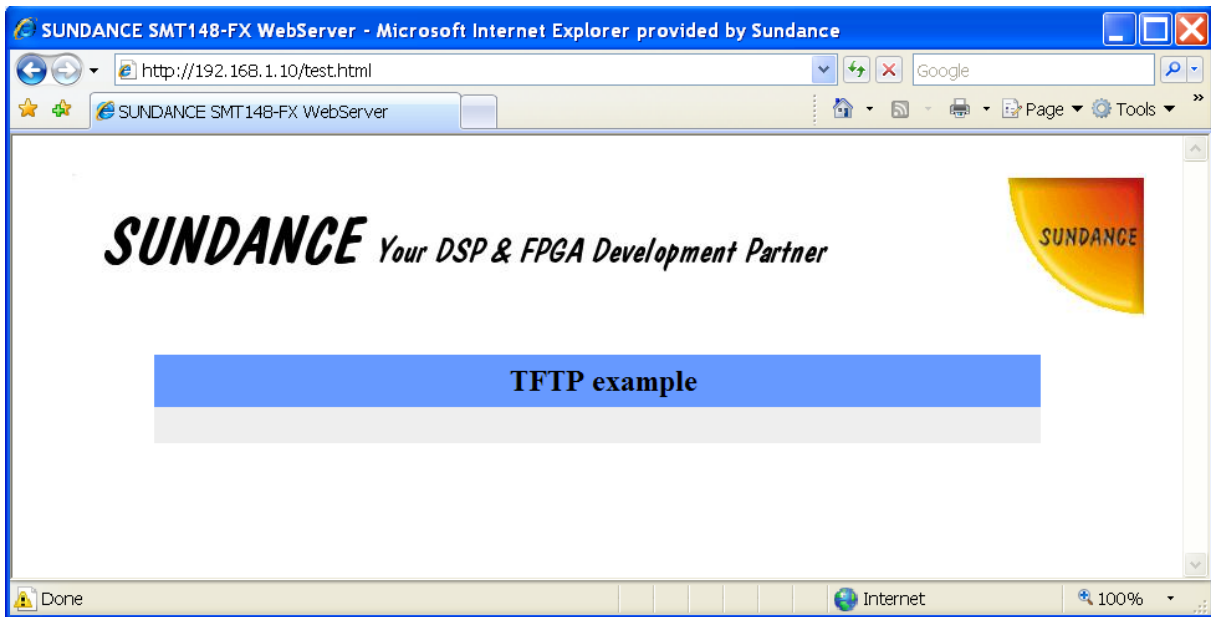 SUNDANCE SMT148-FX WebServer - Microsoft Internet Explorer provided by Sundance
http://192.168.1.10/test.html
Google
SUNDANCE SMT148-FX WebServer
Page
Tools
»
SUNDANCE Your DSP & FPGA Development Partner
SUNDANCE
TFTP example
Done
Internet
100%